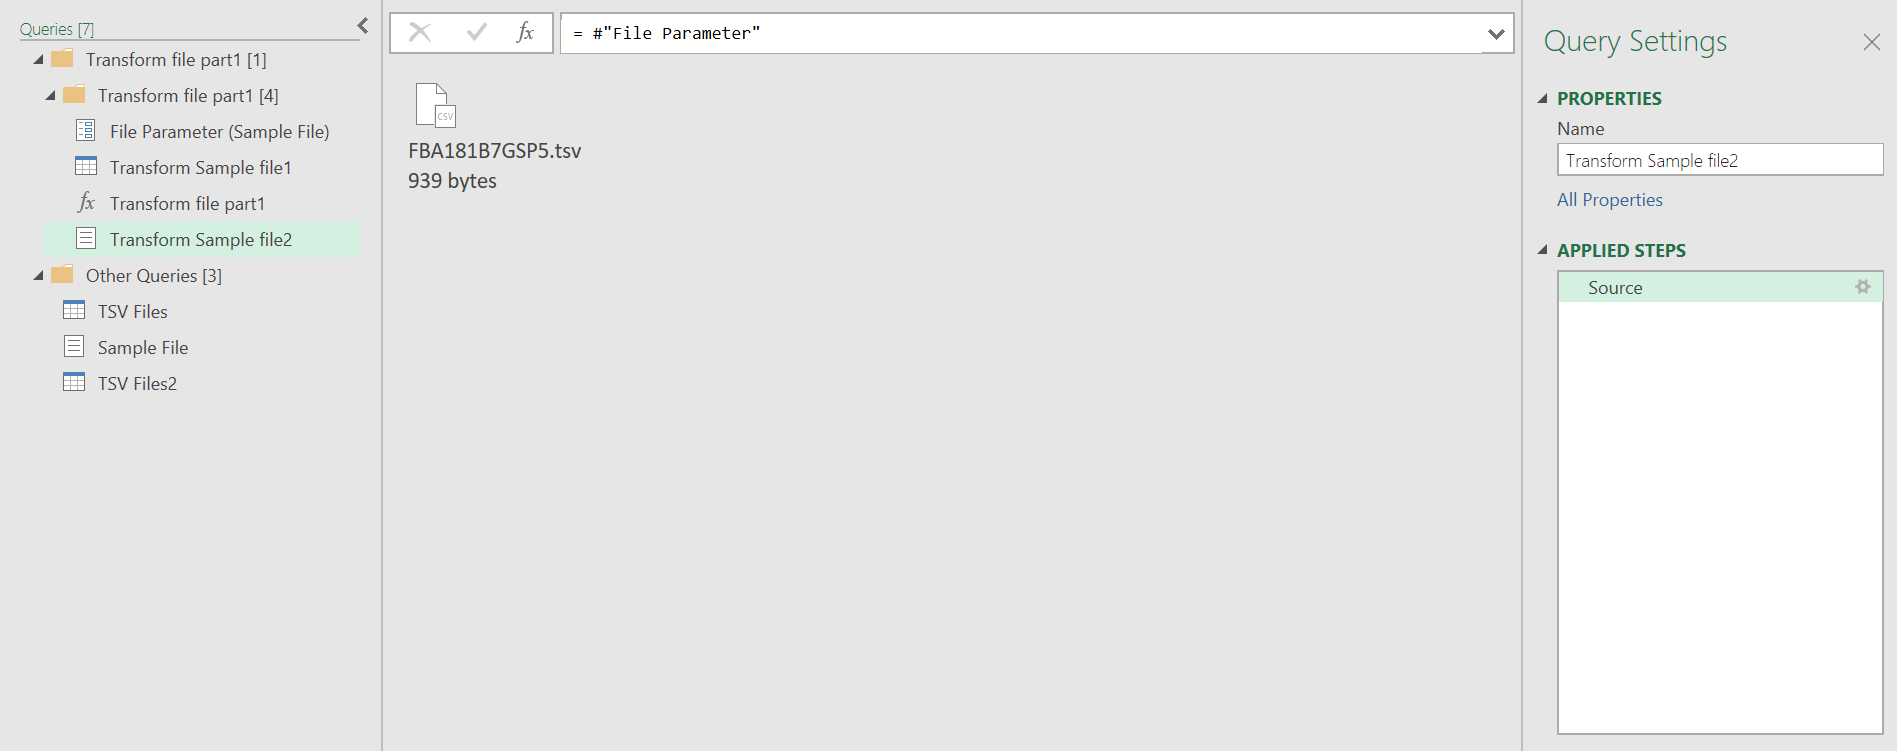 Queries [7]
Transform file part1 [1]
Transform file part1 [4]
File Parameter (Sample File)
Transform Sample file1
fx Transform file part1
Transform Sample file2
Other Queries [3]
TSV Files
Sample File
TSV Files2
fx
= #"File Parameter"
CSV
FBA181B7GSP5.tsv
939 bytes
Query Settings
PROPERTIES
Name
Transform Sample file2
All Properties
APPLIED STEPS
Source